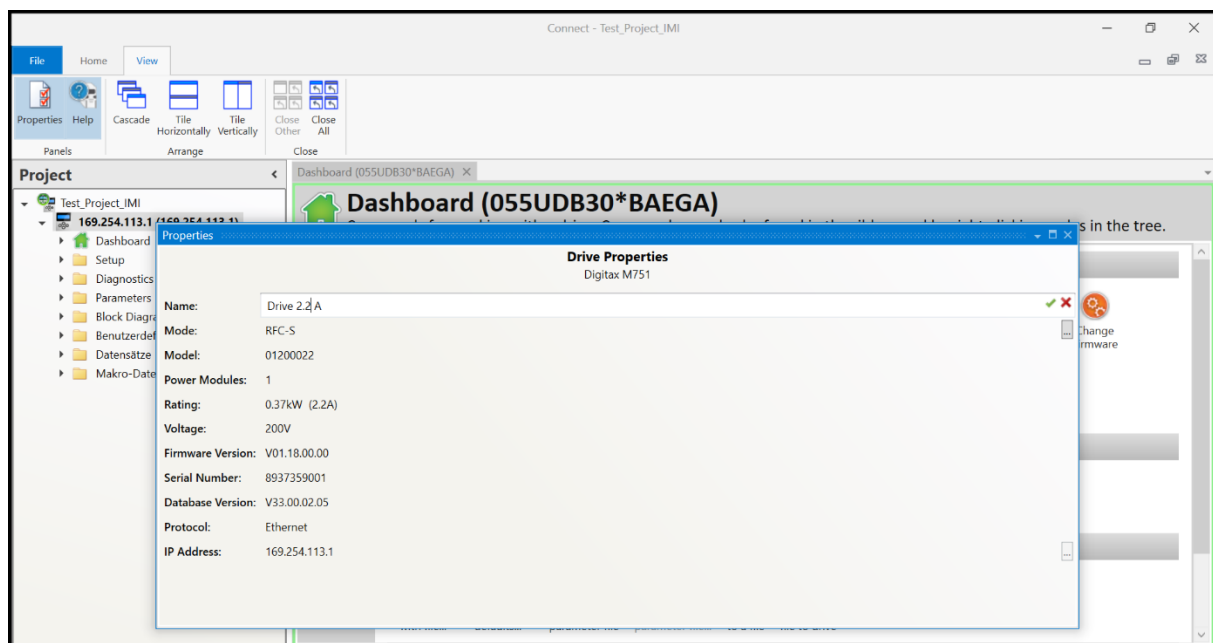 Connect - Test_Project_IMI
File Home View
Properties Help Cascade Tile Horizontally Tile Vertically Close Other Close All
Panels Arrange Close
Project
Dashboard (055UDB30*BAEGA)
Test_Project_IMI
169.254.113.1 (169.254.113.1)
Dashboard
Setup
Diagnostics
Parameters
Block Diagra
Benutzerdef
Datensätze
Makro-Date
Dashboard (055UDB30*BAEGA)
s in the tree.
Change
rmware
Properties
Drive Properties
Digitax M751
Name: Drive 2.2 A
Mode: RFC-S
Model: 01200022
Power Modules: 1
Rating: 0.37kW (2.2A)
Voltage: 200V
Firmware Version: V01.18.00.00
Serial Number: 8937359001
Database Version: V33.00.02.05
Protocol: Ethernet
IP Address: 169.254.113.1